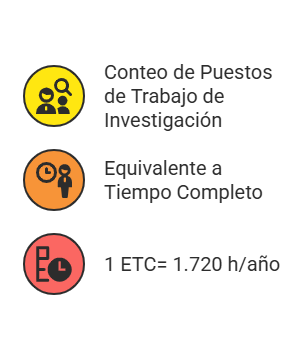 Conteo de Puestos
de Trabajo de
Investigación
Equivalente a
Tiempo Completo
1 ETC= 1.720 h/año